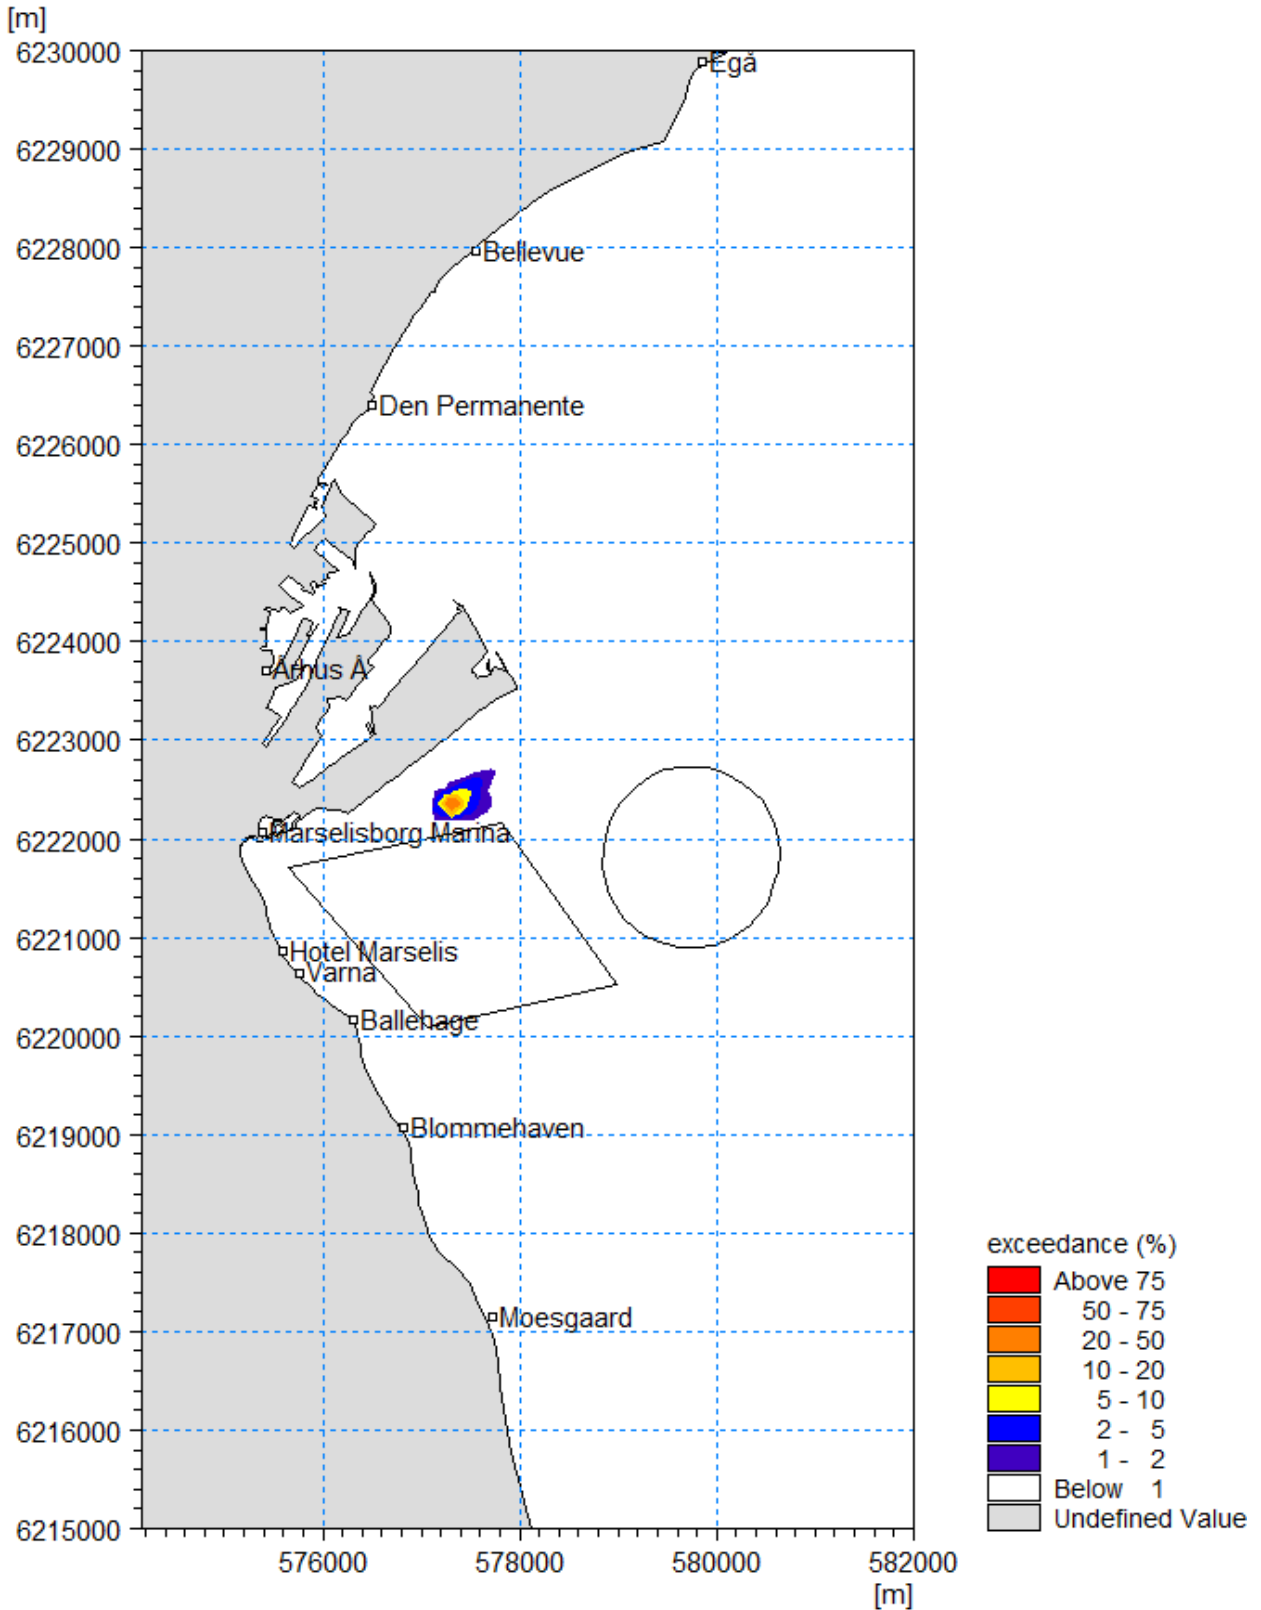 [m]
6230000
Egå
6229000
6228000
Bellevue
6227000
Den Permanente
6226000
6225000
6224000
Århus Å
6223000
6222000
Marselisborg Marina
6221000
Hotel Marselis
Varna
Ballehage
6220000
6219000
Blommehaven
6218000
6217000
Moesgaard
6216000
6215000
576000 578000 580000 582000
[m]
exceedance (%)
Above 75
50 - 75
20 - 50
10 - 20
5 - 10
2 - 5
1 - 2
Below 1
Undefined Value